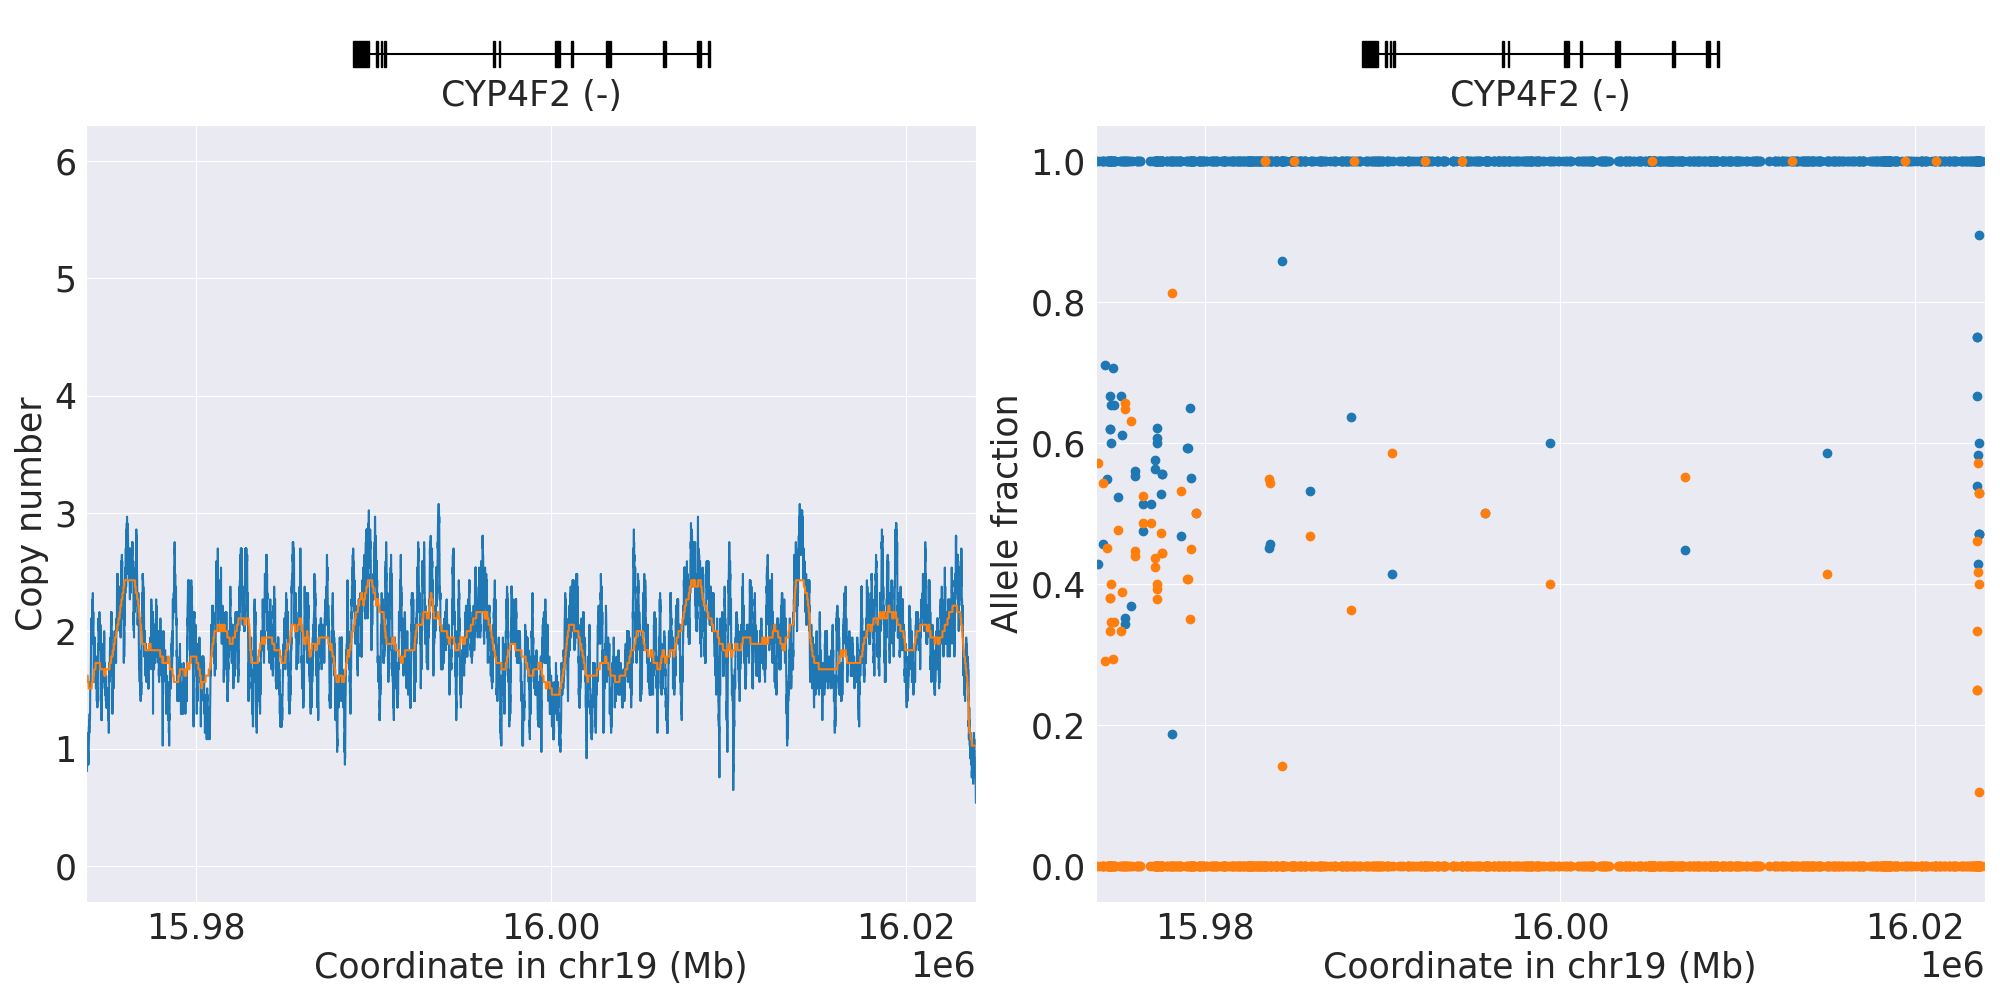 CYP4F2 (-)
6
5
4
3
2
1
0
Copy number
15.98
16.00
16.02
Coordinate in chr19 (Mb)
1e6
CYP4F2 (-)
1.0
0.8
0.6
0.4
0.2
0.0
Allele fraction
15.98
16.00
16.02
Coordinate in chr19 (Mb)
1e6